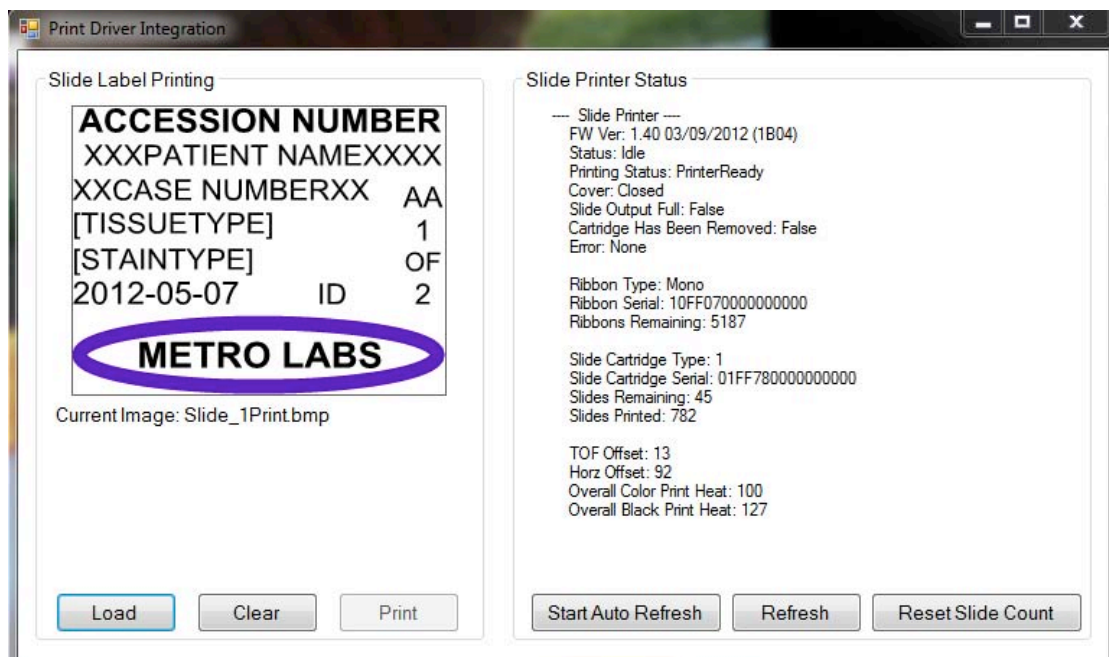 Print Driver Integration
Slide Label Printing
ACCESSION NUMBER
XXXPATIENT NAMEXXXX
XXCASE NUMBERXX AA
[TISSUETYPE] 1
[STAINTYPE] OF
2012-05-07 ID 2
METRO LABS
Current Image: Slide_1Print.bmp
Load Clear Print
Slide Printer Status
---- Slide Printer ----
FW Ver: 1.40 03/09/2012 (1B04)
Status: Idle
Printing Status: PrinterReady
Cover: Closed
Slide Output Full: False
Cartridge Has Been Removed: False
Error: None
Ribbon Type: Mono
Ribbon Serial: 10FF070000000000
Ribbons Remaining: 5187
Slide Cartridge Type: 1
Slide Cartridge Serial: 01FF780000000000
Slides Remaining: 45
Slides Printed: 782
TOF Offset: 13
Horz Offset: 92
Overall Color Print Heat: 100
Overall Black Print Heat: 127
Start Auto Refresh Refresh Reset Slide Count